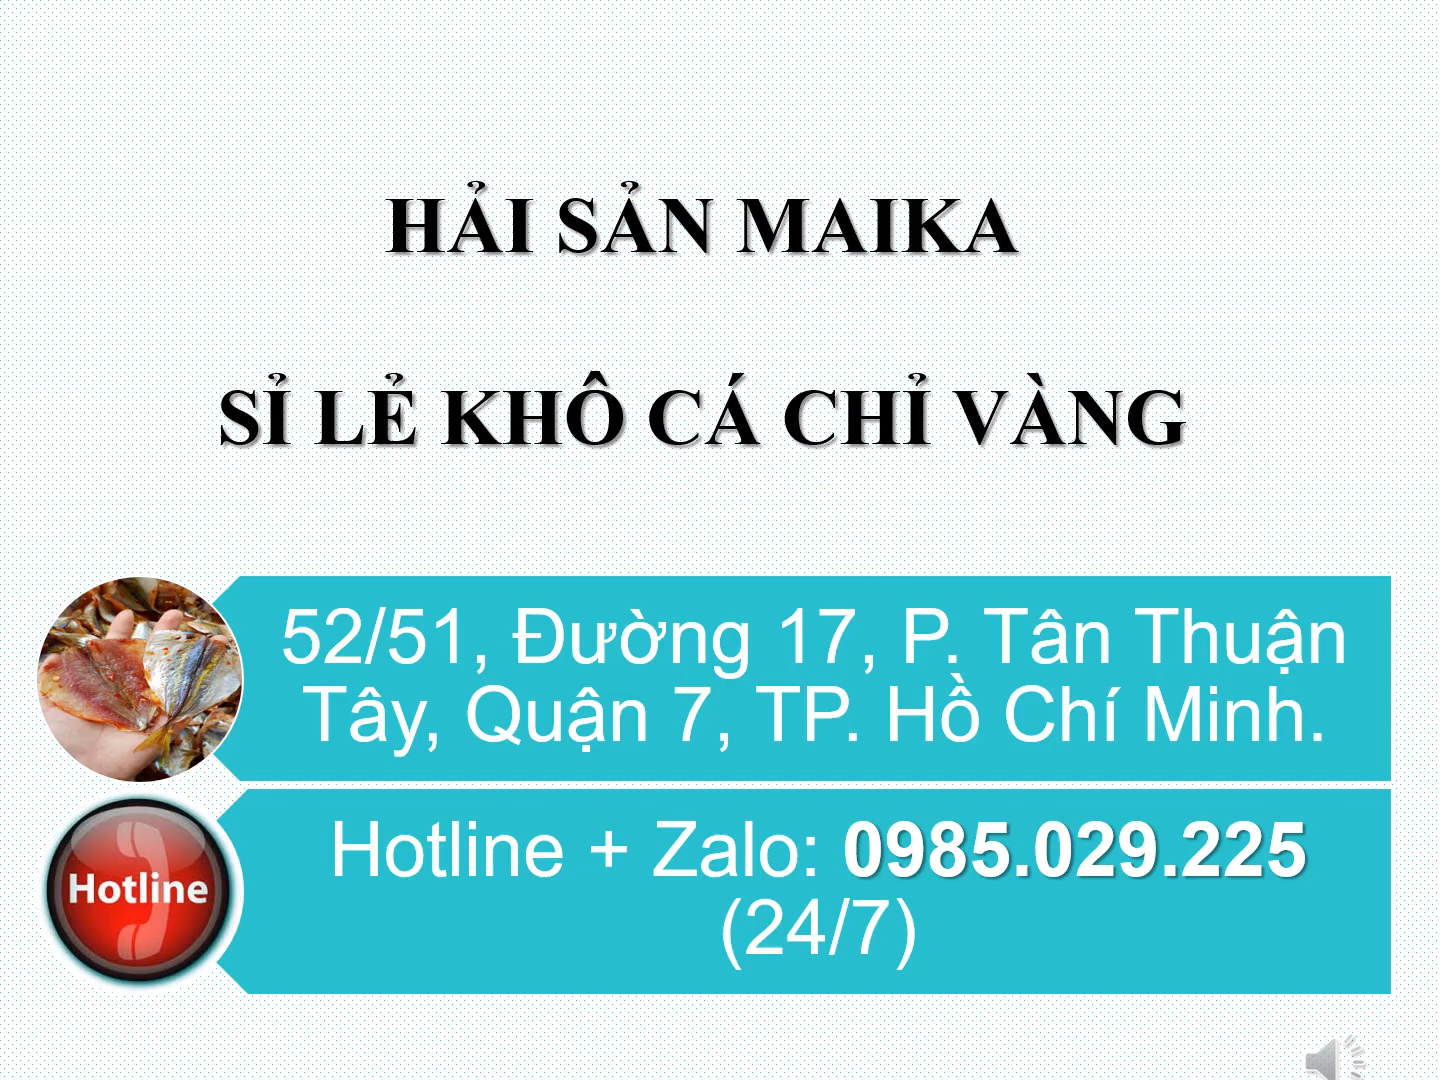 HẢI SẢN MAIKA
SỈ LẺ KHÔ CÁ CHỈ VÀNG
52/51, Đường 17, P. Tân Thuận
Tây, Quận 7, TP. Hồ Chí Minh.
Hotline
Hotline + Zalo: 0985.029.225
(24/7)